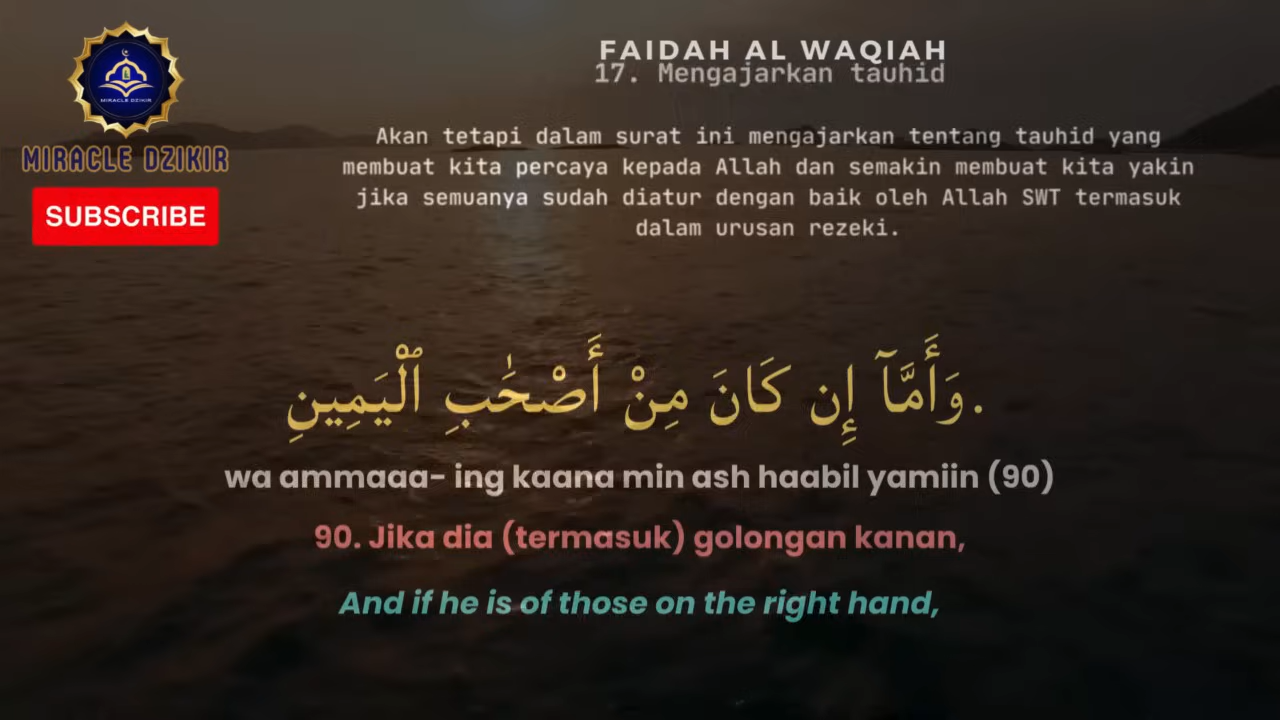 MIRACLE DZIKIR
MIRACLE DZIKIR
SUBSCRIBE
FAIDAH AL WAQIAH
17. Mengajarkan tauhid
Akan tetapi dalam surat ini mengajarkan tentang tauhid yang
membuat kita percaya kepada Allah dan semakin membuat kita yakin
jika semuanya sudah diatur dengan baik oleh Allah SWT termasuk
dalam urusan rezeki.
وَأَمَّآ إِن كَانَ مِنْ أَصْحَٰبِ ٱلْيَمِينِ.
wa ammaaa- ing kaana min ash haabil yamiin (90)
90. Jika dia (termasuk) golongan kanan,
And if he is of those on the right hand,